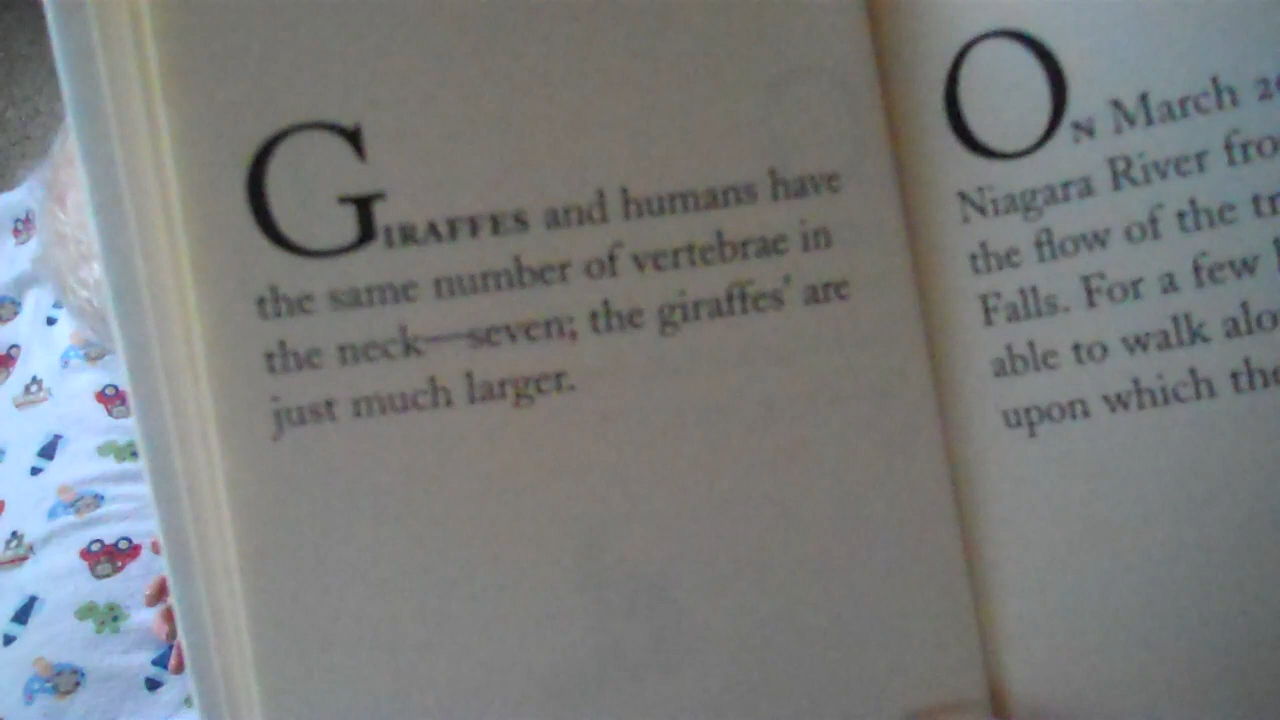 GIRAFFES and humans have
the same number of vertebrae in
the neck—seven; the giraffes' are
just much larger.
ON March
Niagara River
the flow of the
Falls. For a few
able to walk
upon which